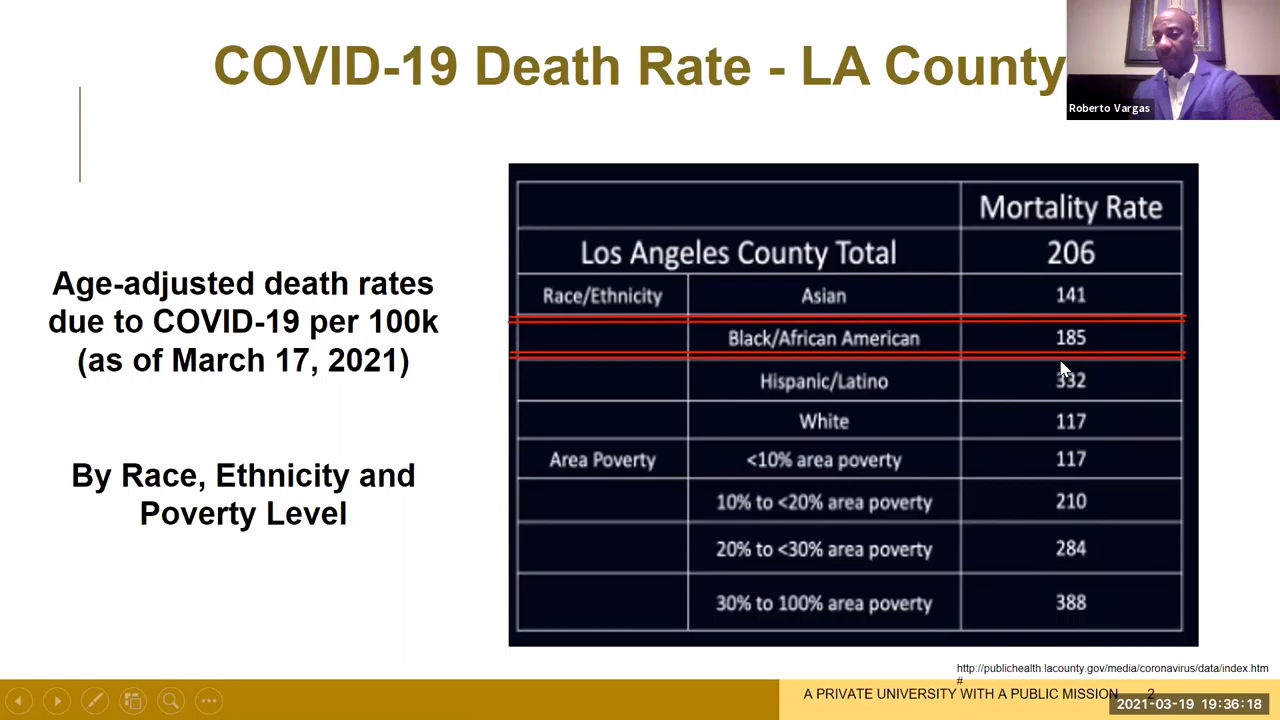 COVID-19 Death Rate - LA County
Roberto Vargas
Age-adjusted death rates
due to COVID-19 per 100k
(as of March 17, 2021)
By Race, Ethnicity and
Poverty Level
Mortality Rate
Los Angeles County Total 206
Race/Ethnicity Asian 141
Black/African American 185
Hispanic/Latino 332
White 117
Area Poverty <10% area poverty 117
10% to <20% area poverty 210
20% to <30% area poverty 284
30% to 100% area poverty 388
http://publichealth.lacounty.gov/media/coronavirus/data/index.htm
#
A PRIVATE UNIVERSITY WITH A PUBLIC MISSION 2
2021-03-19 19:36:18